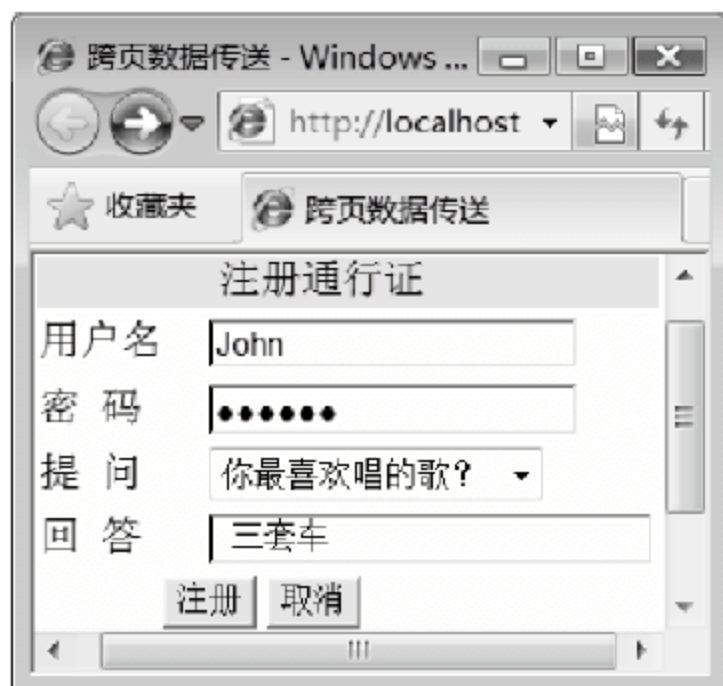 跨页数据传送 - Windows ...
http://localhost
收藏夹 跨页数据传送
注册通行证
用户名 John
密 码 ●●●●●●
提 问 你最喜欢唱的歌?
回 答 三套车
注册 取消